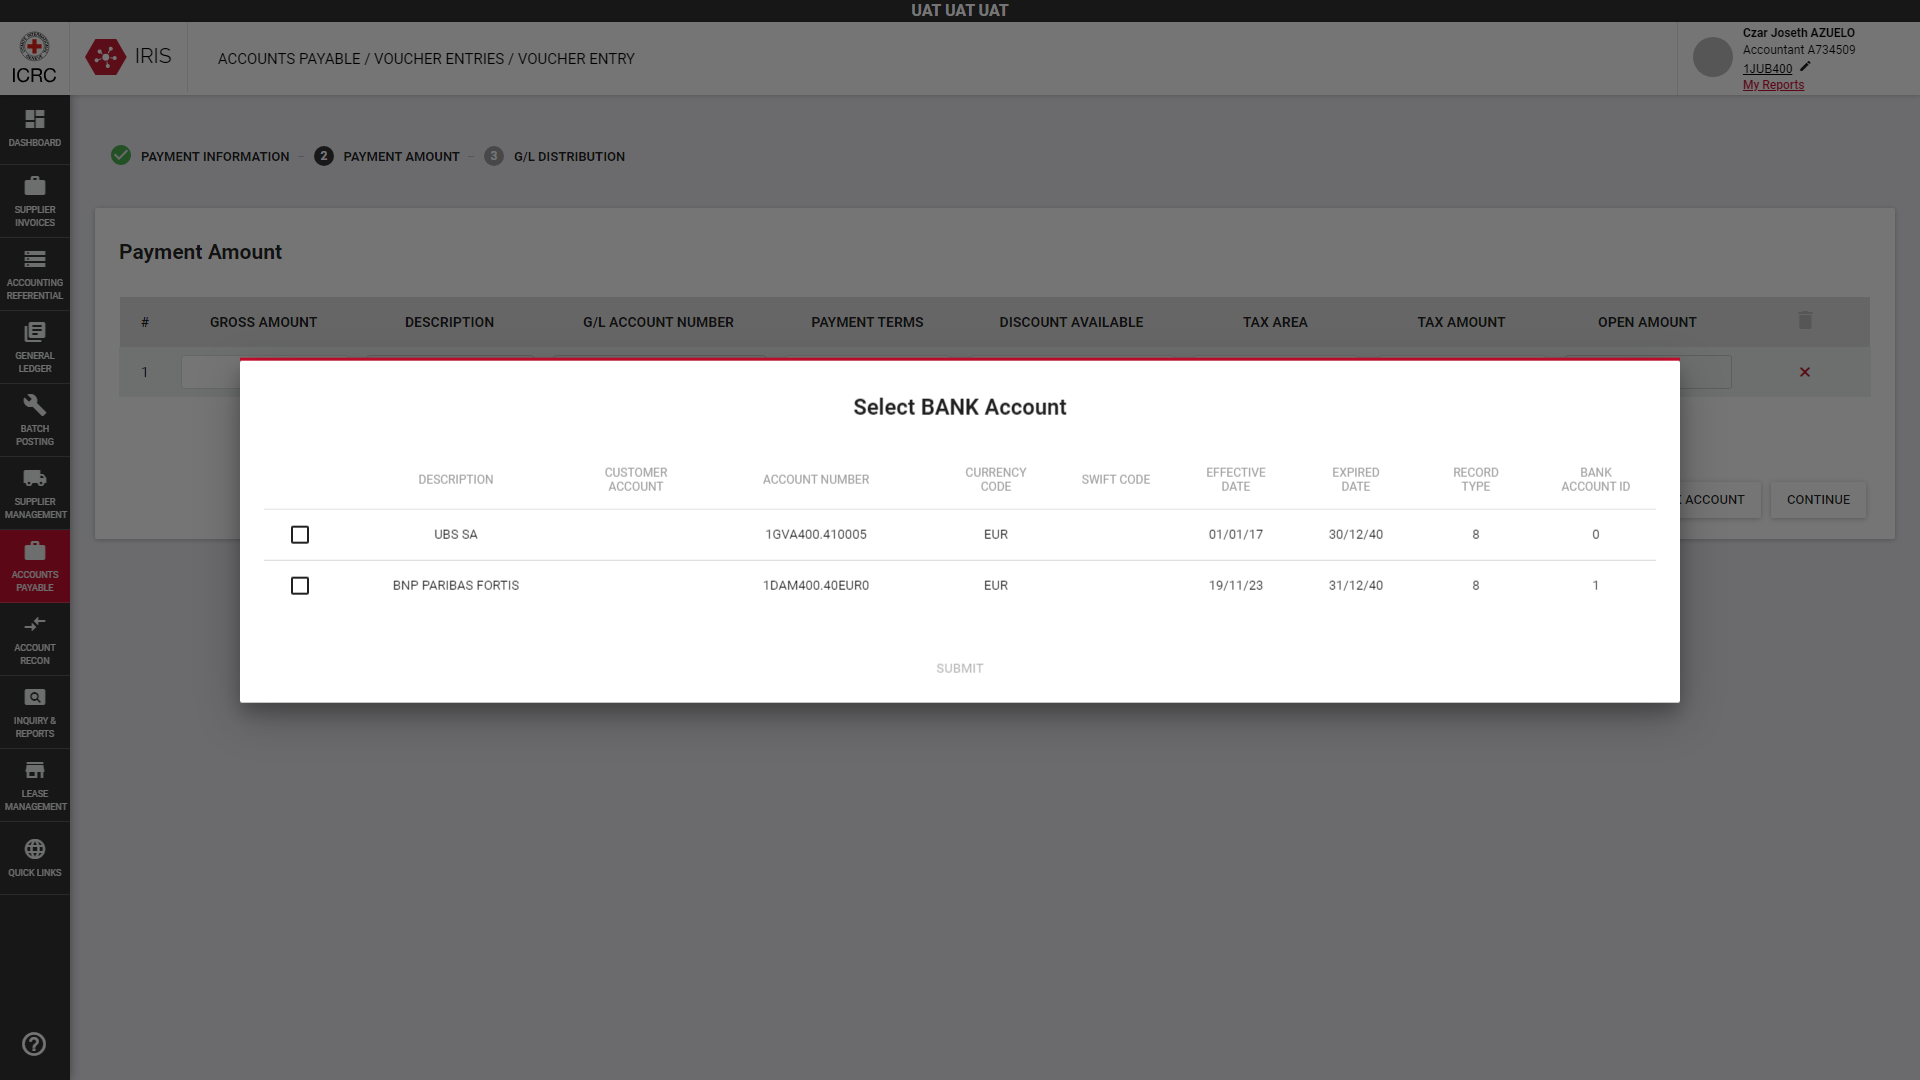 UAT UAT UAT
ICRC
IRIS
ACCOUNTS PAYABLE / VOUCHER ENTRIES / VOUCHER ENTRY
Czar Joseth AZUELO
Accountant A734509
1JUB400
My Reports
DASHBOARD
SUPPLIER
INVOICES
ACCOUNTING
REFERENTIAL
GENERAL
LEDGER
BATCH
POSTING
SUPPLIER
MANAGEMENT
ACCOUNTS
PAYABLE
ACCOUNT
RECON
INQUIRY &
REPORTS
LEASE
MANAGEMENT
QUICK LINKS
PAYMENT INFORMATION – 2 PAYMENT AMOUNT – 3 G/L DISTRIBUTION
Payment Amount
# GROSS AMOUNT DESCRIPTION G/L ACCOUNT NUMBER PAYMENT TERMS DISCOUNT AVAILABLE TAX AREA TAX AMOUNT OPEN AMOUNT
1
Select BANK Account
DESCRIPTION CUSTOMER ACCOUNT ACCOUNT NUMBER CURRENCY CODE SWIFT CODE EFFECTIVE DATE EXPIRED DATE RECORD TYPE BANK ACCOUNT ID
UBS SA 1GVA400.410005 EUR 01/01/17 30/12/40 8 0
BNP PARIBAS FORTIS 1DAM400.40EUR0 EUR 19/11/23 31/12/40 8 1
SUBMIT
ACCOUNT
CONTINUE